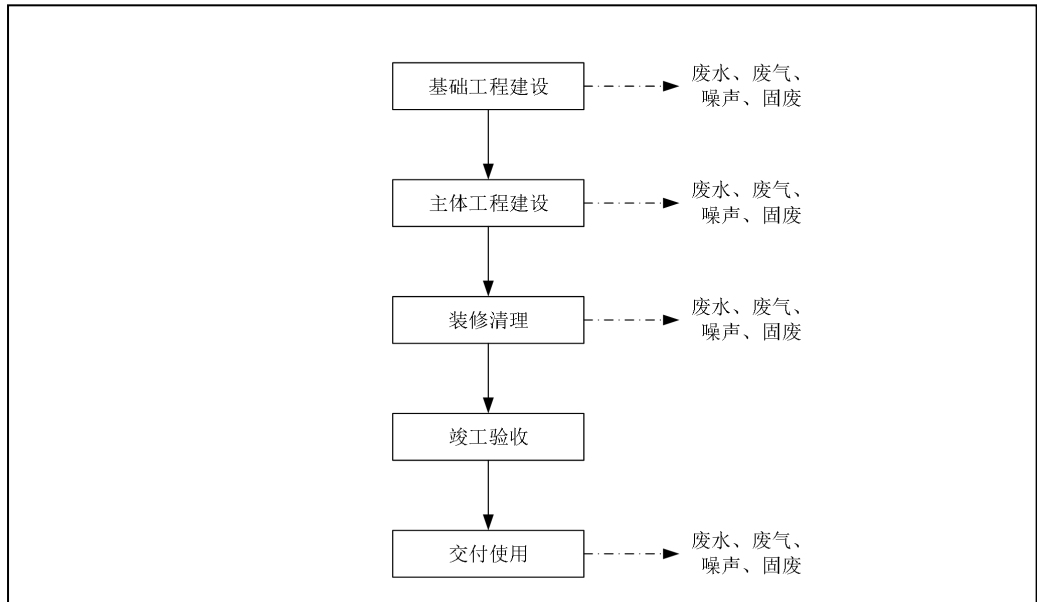 基础工程建设
废水、废气、
噪声、固废
主体工程建设
废水、废气、
噪声、固废
装修清理
废水、废气、
噪声、固废
竣工验收
交付使用
废水、废气、
噪声、固废